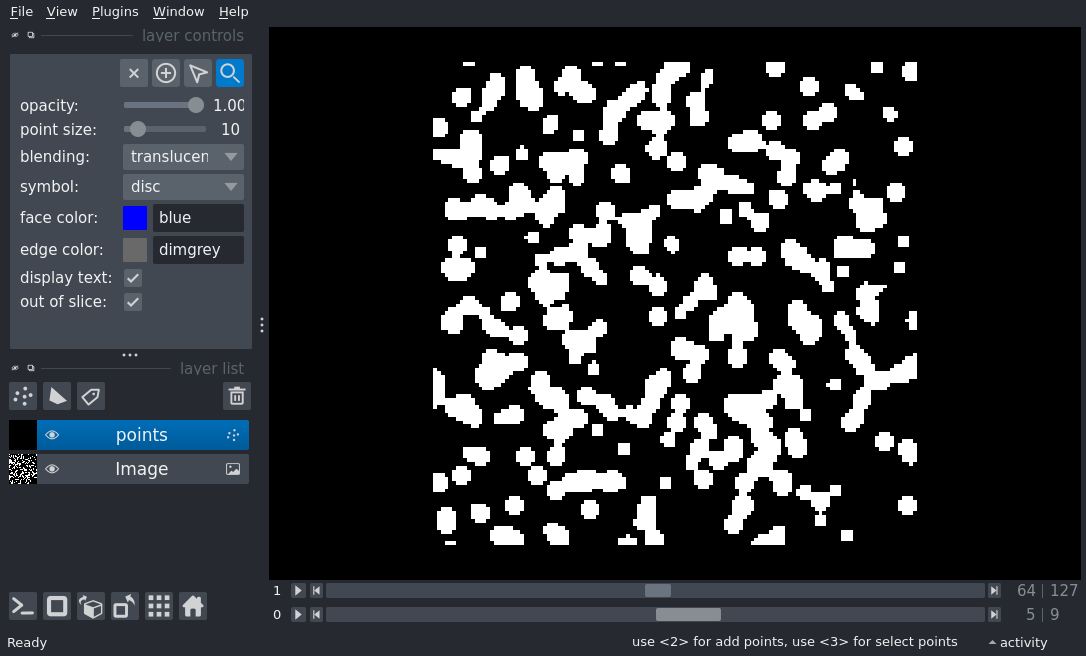 File View Plugins Window Help
layer controls
opacity: 1.00
point size: 10
blending: translucen
symbol: disc
face color: blue
edge color: dimgrey
display text:
out of slice:
layer list
points
Image
1 64 127
0 5 9
Ready use <2> for add points, use <3> for select points activity